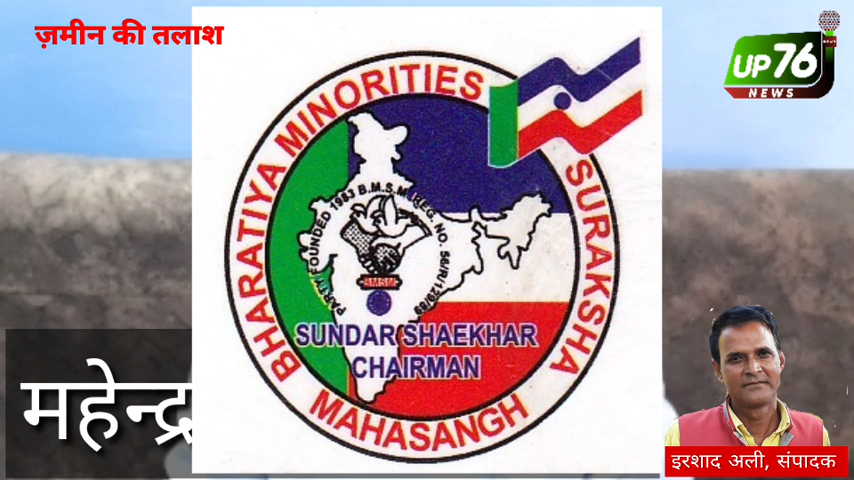 ज़मीन की तलाश
UP76
NEWS
BHARATIYA MINORITIES SURAKSHA
MAHASANGH
PARTY FOUNDED 1983 B.M.S.M. REG. NO. 56/R/129/89
BMSM
SUNDAR SHAEKHAR
CHAIRMAN
महेन्द्र
इरशाद अली, संपादक